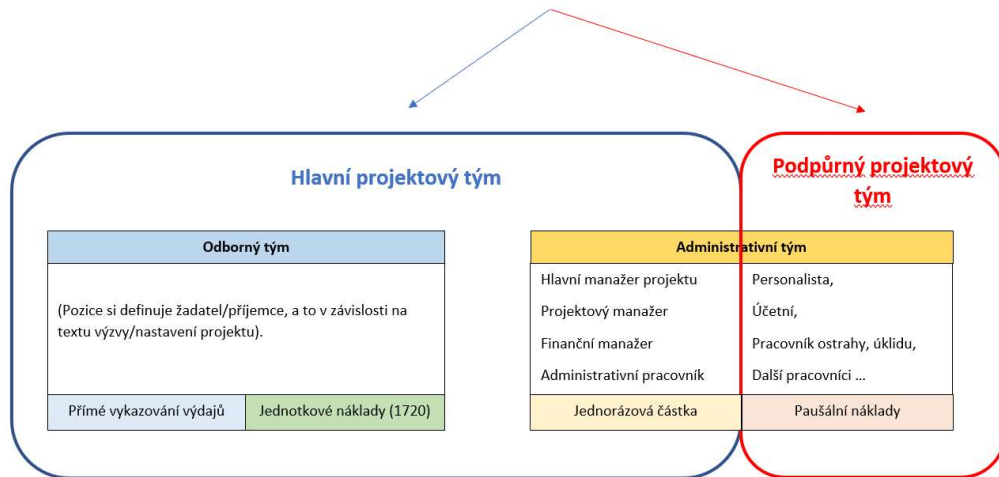 Hlavní projektový tým
Podpůrný projektový
tým
Odborný tým
(Pozice si definuje žadatel/příjemce, a to v závislosti na
textu výzvy/nastavení projektu).
Přímé vykazování výdajů
Jednotkové náklady (1720)
Administrativní tým
Hlavní manažer projektu
Projektový manažer
Finanční manažer
Administrativní pracovník
Jednorázová částka
Personalista,
Účetní,
Pracovník ostrahy, úklidu,
Další pracovníci ...
Paušální náklady